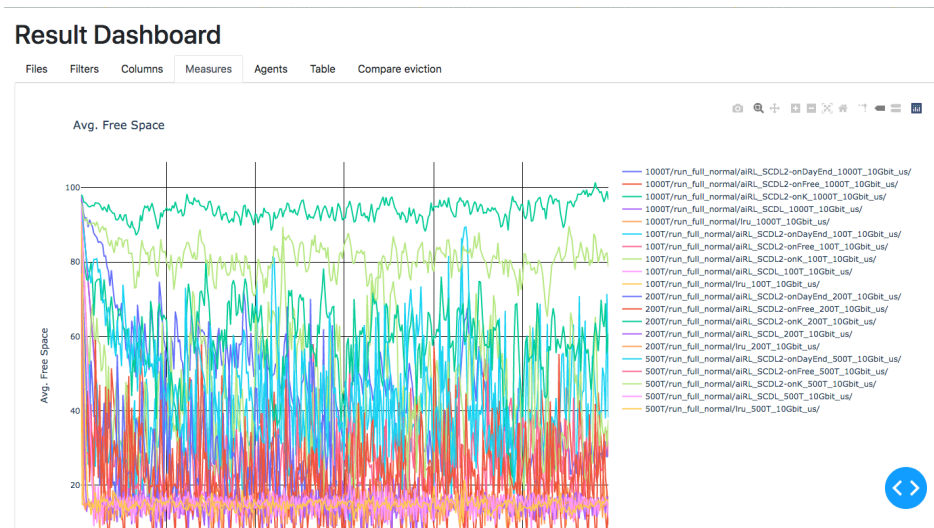 Result Dashboard
Files Filters Columns Measures Agents Table Compare eviction
Avg. Free Space
100
80
60
40
20
Avg. Free Space
1000T/run_full_normal/aiRL_SCDL2-onDayEnd_1000T_10Gbit_us/
1000T/run_full_normal/aiRL_SCDL2-onFree_1000T_10Gbit_us/
1000T/run_full_normal/aiRL_SCDL2-onK_1000T_10Gbit_us/
1000T/run_full_normal/aiRL_SCDL_1000T_10Gbit_us/
1000T/run_full_normal/lru_1000T_10Gbit_us/
100T/run_full_normal/aiRL_SCDL2-onDayEnd_100T_10Gbit_us/
100T/run_full_normal/aiRL_SCDL2-onFree_100T_10Gbit_us/
100T/run_full_normal/aiRL_SCDL2-onK_100T_10Gbit_us/
100T/run_full_normal/aiRL_SCDL_100T_10Gbit_us/
100T/run_full_normal/lru_100T_10Gbit_us/
200T/run_full_normal/aiRL_SCDL2-onDayEnd_200T_10Gbit_us/
200T/run_full_normal/aiRL_SCDL2-onFree_200T_10Gbit_us/
200T/run_full_normal/aiRL_SCDL2-onK_200T_10Gbit_us/
200T/run_full_normal/aiRL_SCDL_200T_10Gbit_us/
200T/run_full_normal/lru_200T_10Gbit_us/
500T/run_full_normal/aiRL_SCDL2-onDayEnd_500T_10Gbit_us/
500T/run_full_normal/aiRL_SCDL2-onFree_500T_10Gbit_us/
500T/run_full_normal/aiRL_SCDL2-onK_500T_10Gbit_us/
500T/run_full_normal/aiRL_SCDL_500T_10Gbit_us/
500T/run_full_normal/lru_500T_10Gbit_us/